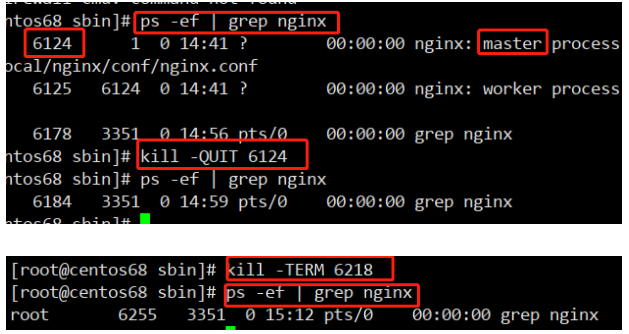 ntos68 sbin]# ps -ef | grep nginx
6124 1 0 14:41 ? 00:00:00 nginx: master process
ocal/nginx/conf/nginx.conf
6125 6124 0 14:41 ? 00:00:00 nginx: worker process
6178 3351 0 14:56 pts/0 00:00:00 grep nginx
ntos68 sbin]# kill -QUIT 6124
ntos68 sbin]# ps -ef | grep nginx
6184 3351 0 14:59 pts/0 00:00:00 grep nginx
ntos68 sbin]#
[root@centos68 sbin]# kill -TERM 6218
[root@centos68 sbin]# ps -ef | grep nginx
root 6255 3351 0 15:12 pts/0 00:00:00 grep nginx